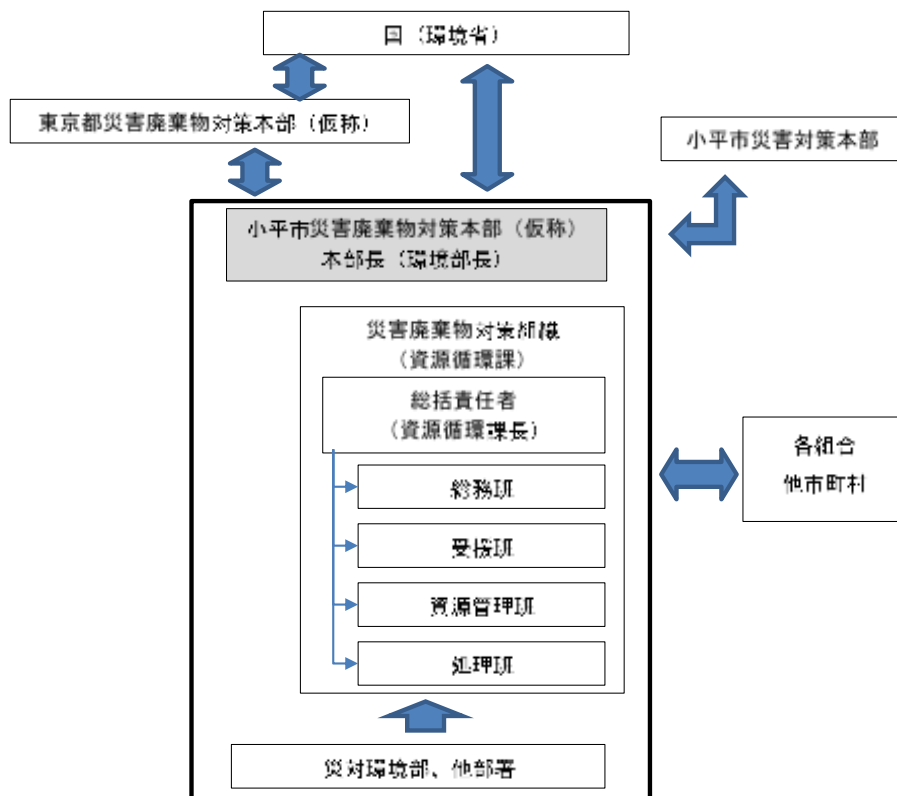 国（環境省）
東京都災害廃棄物対策本部（仮称）
小平市災害対策本部
小平市災害廃棄物対策本部（仮称）
本部長（環境部長）
災害廃棄物対策組織
（資源循環課）
総括責任者
（資源循環課長）
各組合
他市町村
総務班
受援班
資源管理班
処理班
災対環境部、他部署